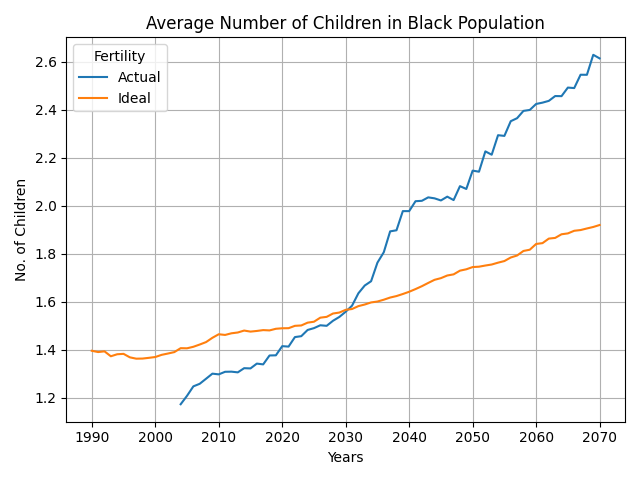 Average Number of Children in Black Population
Fertility
Actual
Ideal
No. of Children
2.6
2.4
2.2
2.0
1.8
1.6
1.4
1.2
1990 2000 2010 2020 2030 2040 2050 2060 2070
Years